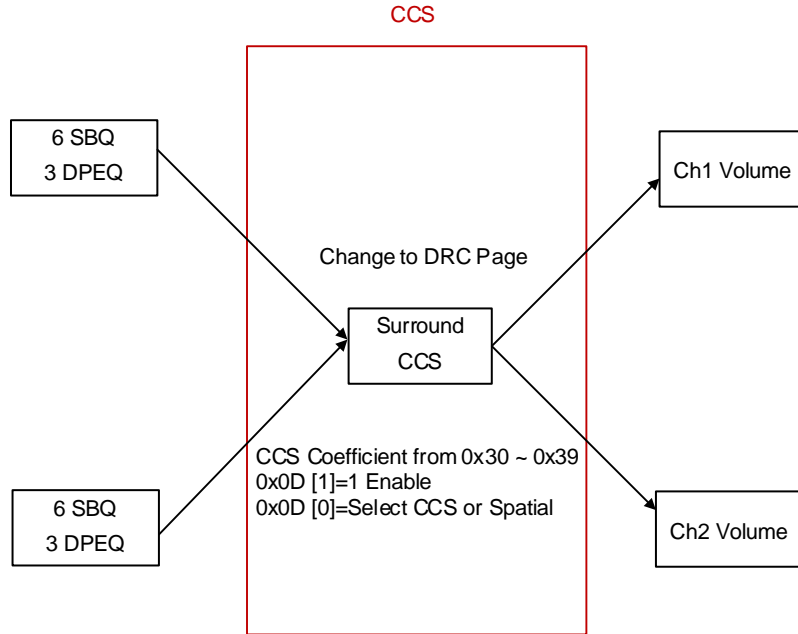 CCS
6 SBQ
3 DPEQ
Ch1 Volume
Change to DRC Page
Surround
CCS
CCS Coefficient from 0x30 ~ 0x39
0x0D [1]=1 Enable
0x0D [0]=Select CCS or Spatial
6 SBQ
3 DPEQ
Ch2 Volume